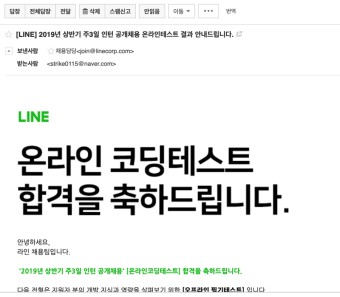 답장 전체답장 전달 삭제 스팸신고 안읽음 이동 ••• 번역
[LINE] 2019년 상반기 주3일 인턴 공개채용 온라인테스트 결과 안내드립니다.
보낸사람 채용담당<join@linecorp.com>
받는사람 <strike0115@naver.com>
LINE
온라인 코딩테스트
합격을 축하드립니다.
안녕하세요,
라인 채용팀입니다.
'2019년 상반기 주3일 인턴 공개채용' [온라인코딩테스트] 합격을 축하드립니다.
다음 전형은 지원자 분의 개발 지식과 역량을 살펴보기 위한 [오프라인 필기테스트] 입니다